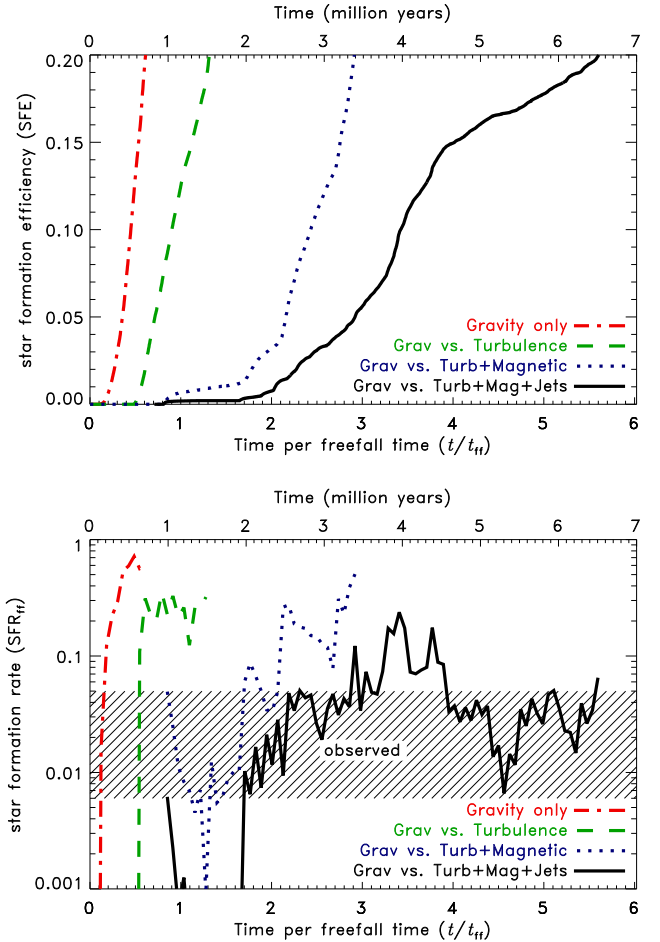 Time (million years)
0 1 2 3 4 5 6 7
star formation efficiency (SFE)
0.20
0.15
0.10
0.05
0.00
Gravity only
Grav vs. Turbulence
Grav vs. Turb+Magnetic
Grav vs. Turb+Mag+Jets
0 1 2 3 4 5 6
Time per freefall time (t/tff)
Time (million years)
0 1 2 3 4 5 6 7
star formation rate (SFRff)
1
0.1
0.01
0.001
observed
Gravity only
Grav vs. Turbulence
Grav vs. Turb+Magnetic
Grav vs. Turb+Mag+Jets
0 1 2 3 4 5 6
Time per freefall time (t/tff)